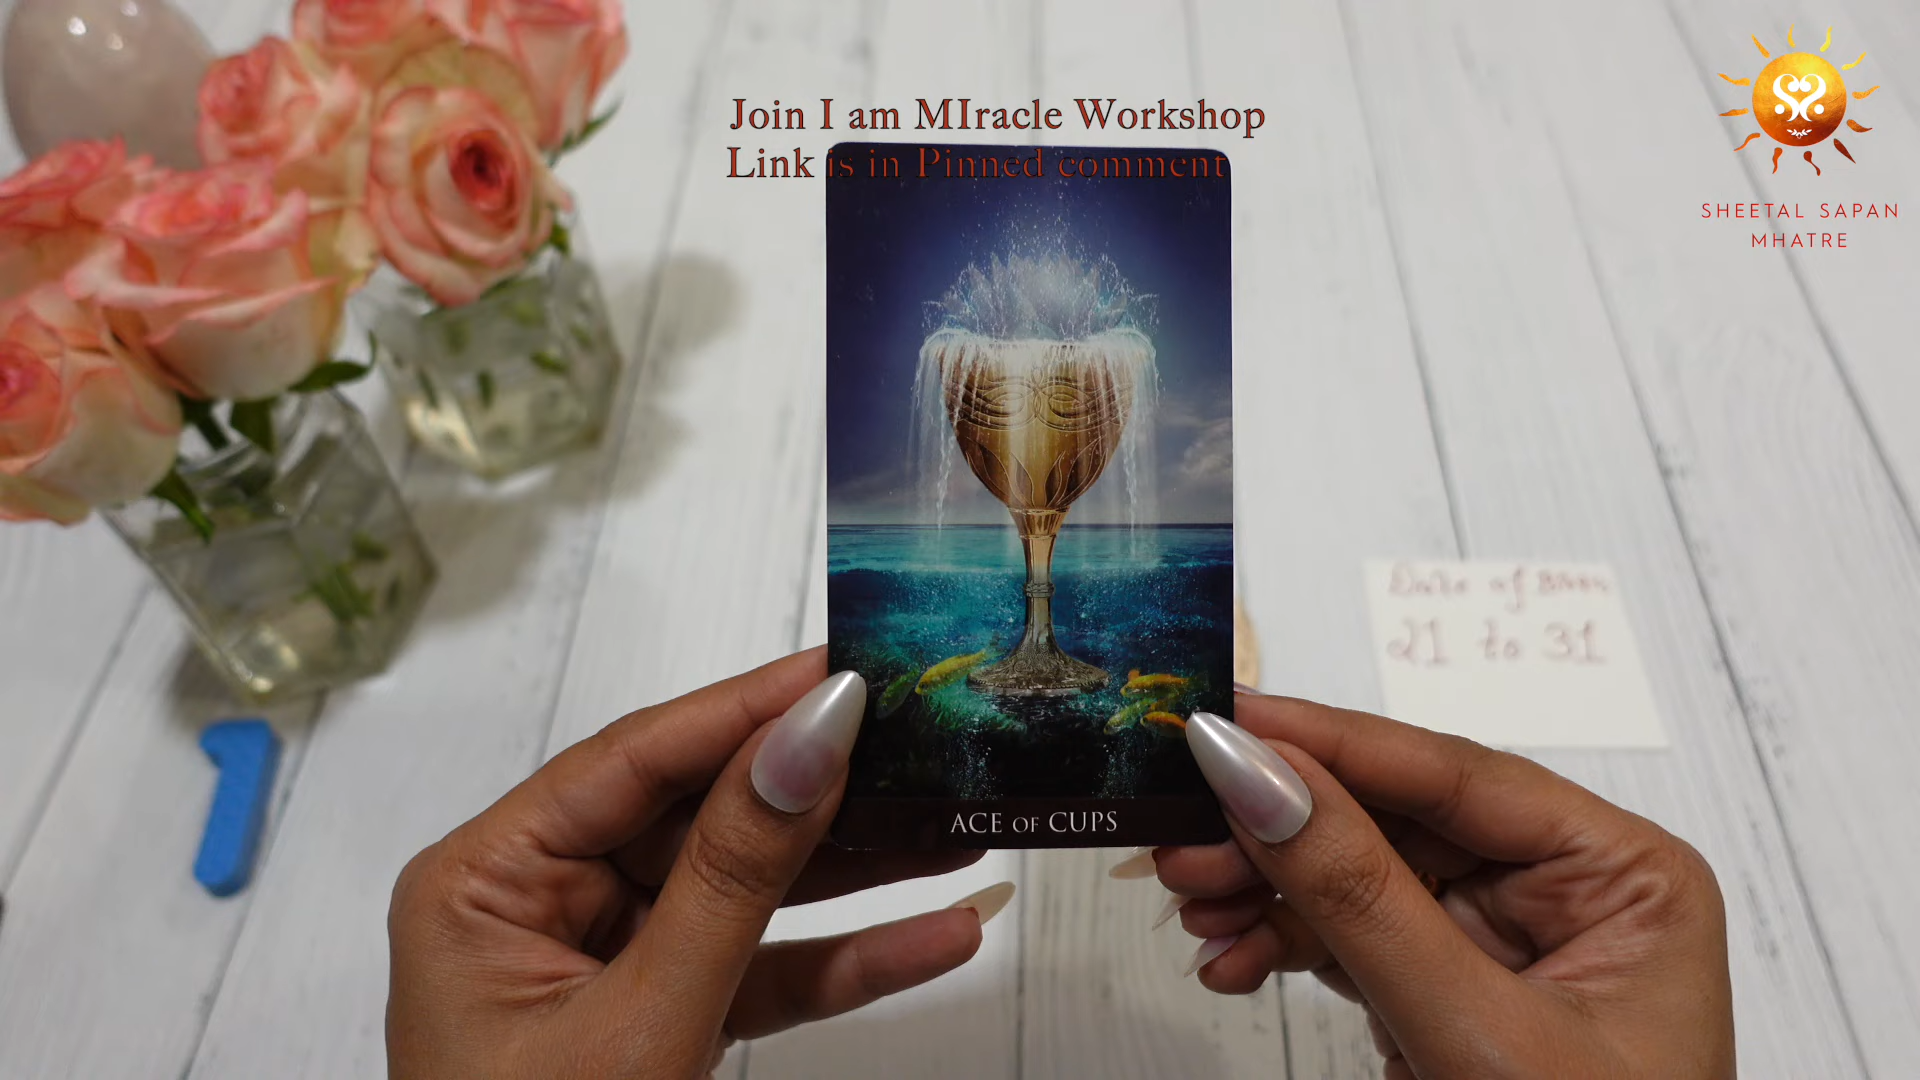 Join I am MIracle Workshop
Link is in Pinned comment
SHEETAL SAPAN
MHATRE
ACE OF CUPS
Date of Birth
21 to 31
1